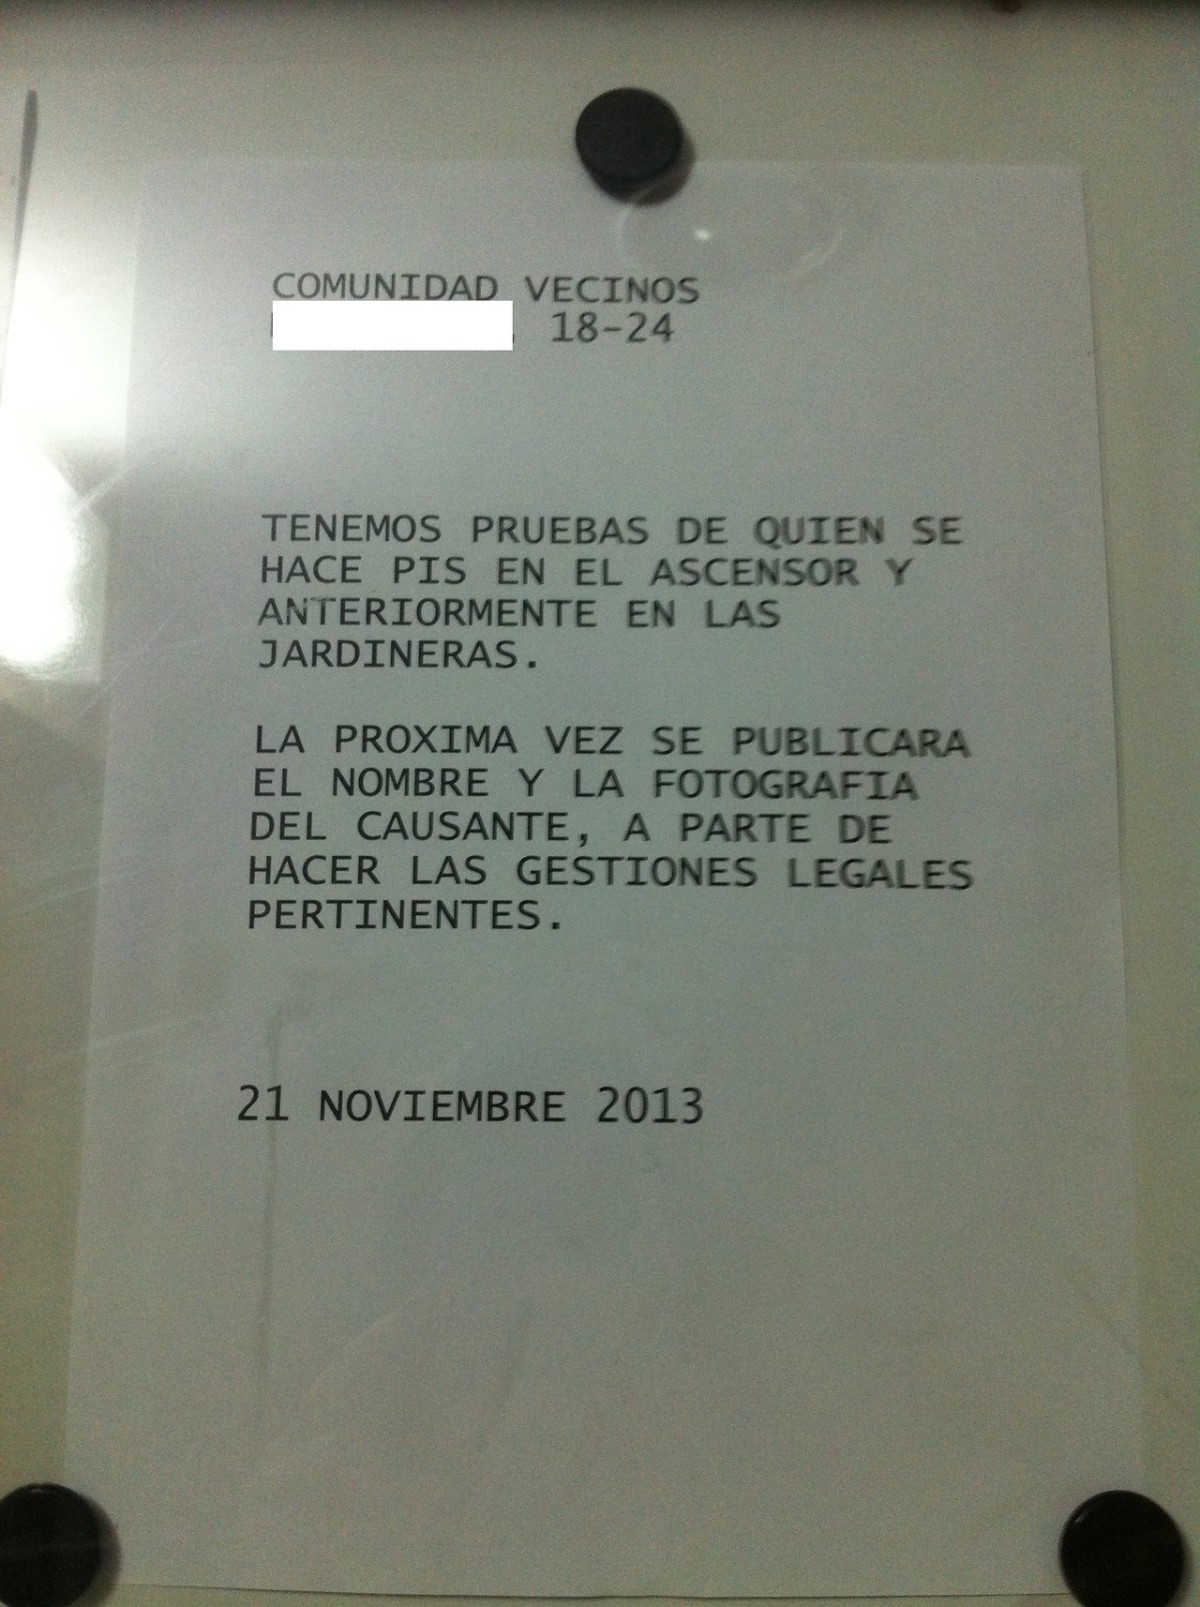 COMUNIDAD VECINOS
18-24
TENEMOS PRUEBAS DE QUIEN SE
HACE PIS EN EL ASCENSOR Y
ANTERIORMENTE EN LAS
JARDINERAS.
LA PROXIMA VEZ SE PUBLICARA
EL NOMBRE Y LA FOTOGRAFIA
DEL CAUSANTE, A PARTE DE
HACER LAS GESTIONES LEGALES
PERTINENTES.
21 NOVIEMBRE 2013